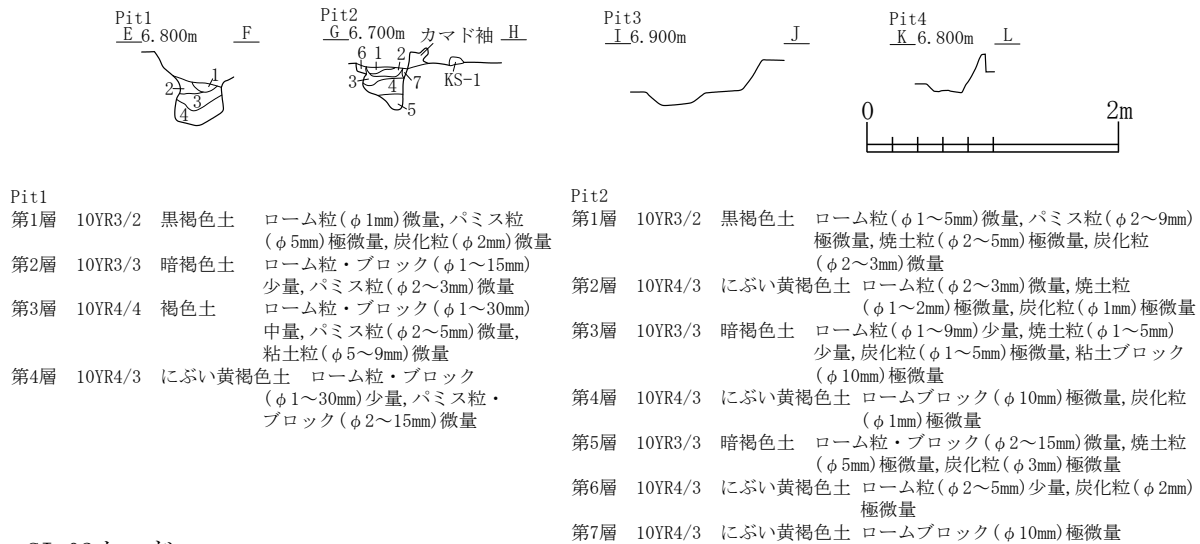 Pit1
E 6.800m F
1
2
3
4
Pit2
G 6.700m カマド袖 H
6 1 2
3 4 7 KS-1
5
Pit3
I 6.900m J
Pit4
K 6.800m L
0 2m
Pit1
第1層 10YR3/2 黒褐色土 ローム粒(φ1mm)微量,パミス粒
(φ5mm)極微量,炭化粒(φ2mm)微量
第2層 10YR3/3 暗褐色土 ローム粒・ブロック(φ1～15mm)
少量,パミス粒(φ2～3mm)微量
第3層 10YR4/4 褐色土 ローム粒・ブロック(φ1～30mm)
中量,パミス粒(φ2～5mm)微量,
粘土粒(φ5～9mm)微量
第4層 10YR4/3 にぶい黄褐色土 ローム粒・ブロック
(φ1～30mm)少量,パミス粒・
ブロック(φ2～15mm)微量
Pit2
第1層 10YR3/2 黒褐色土 ローム粒(φ1～5mm)微量,パミス粒(φ2～9mm)
極微量,焼土粒(φ2～5mm)極微量,炭化粒
(φ2～3mm)微量
第2層 10YR4/3 にぶい黄褐色土 ローム粒(φ2～3mm)微量,焼土粒
(φ1～2mm)極微量,炭化粒(φ1mm)極微量
第3層 10YR3/3 暗褐色土 ローム粒(φ1～9mm)少量,焼土粒(φ1～5mm)
少量,炭化粒(φ1～5mm)極微量,粘土ブロック
(φ10mm)極微量
第4層 10YR4/3 にぶい黄褐色土 ロームブロック(φ10mm)極微量,炭化粒
(φ1mm)極微量
第5層 10YR3/3 暗褐色土 ローム粒・ブロック(φ2～15mm)微量,焼土粒
(φ5mm)極微量,炭化粒(φ3mm)極微量
第6層 10YR4/3 にぶい黄褐色土 ローム粒(φ2～5mm)少量,炭化粒(φ2mm)
極微量
第7層 10YR4/3 にぶい黄褐色土 ロームブロック(φ10mm)極微量